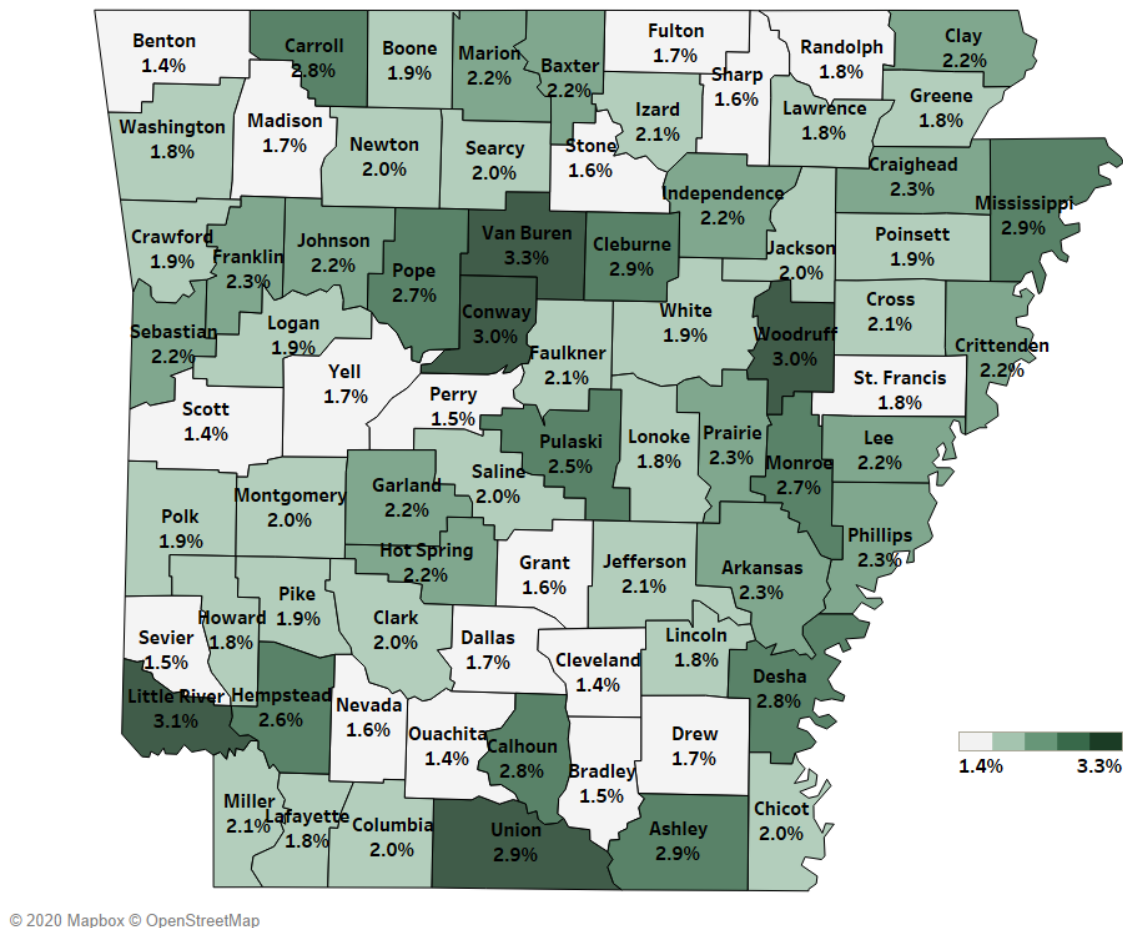 Benton
1.4%
Carroll
2.8%
Boone
1.9%
Marion
2.2%
Baxter
2.2%
Fulton
1.7%
Sharp
1.6%
Randolph
1.8%
Clay
2.2%
Washington
1.8%
Madison
1.7%
Newton
2.0%
Searcy
2.0%
Stone
1.6%
Izard
2.1%
Lawrence
1.8%
Greene
1.8%
Craighead
2.3%
Mississippi
2.9%
Independence
2.2%
Crawford
1.9%
Franklin
2.3%
Johnson
2.2%
Pope
2.7%
Van Buren
3.3%
Cleburne
2.9%
Jackson
2.0%
Poinsett
1.9%
Sebastian
2.2%
Logan
1.9%
Conway
3.0%
Faulkner
2.1%
White
1.9%
Woodruff
3.0%
Cross
2.1%
Crittenden
2.2%
Scott
1.4%
Yell
1.7%
Perry
1.5%
St. Francis
1.8%
Pulaski
2.5%
Lonoke
1.8%
Prairie
2.3%
Monroe
2.7%
Lee
2.2%
Polk
1.9%
Montgomery
2.0%
Garland
2.2%
Saline
2.0%
Phillips
2.3%
Hot Spring
2.2%
Grant
1.6%
Jefferson
2.1%
Arkansas
2.3%
Sevier
1.5%
Howard
1.8%
Pike
1.9%
Clark
2.0%
Dallas
1.7%
Cleveland
1.4%
Lincoln
1.8%
Desha
2.8%
Little River
3.1%
Hempstead
2.6%
Nevada
1.6%
Ouachita
1.4%
Calhoun
2.8%
Bradley
1.5%
Drew
1.7%
Miller
2.1%
Lafayette
1.8%
Columbia
2.0%
Union
2.9%
Ashley
2.9%
Chicot
2.0%
1.4%
3.3%
© 2020 Mapbox © OpenStreetMap